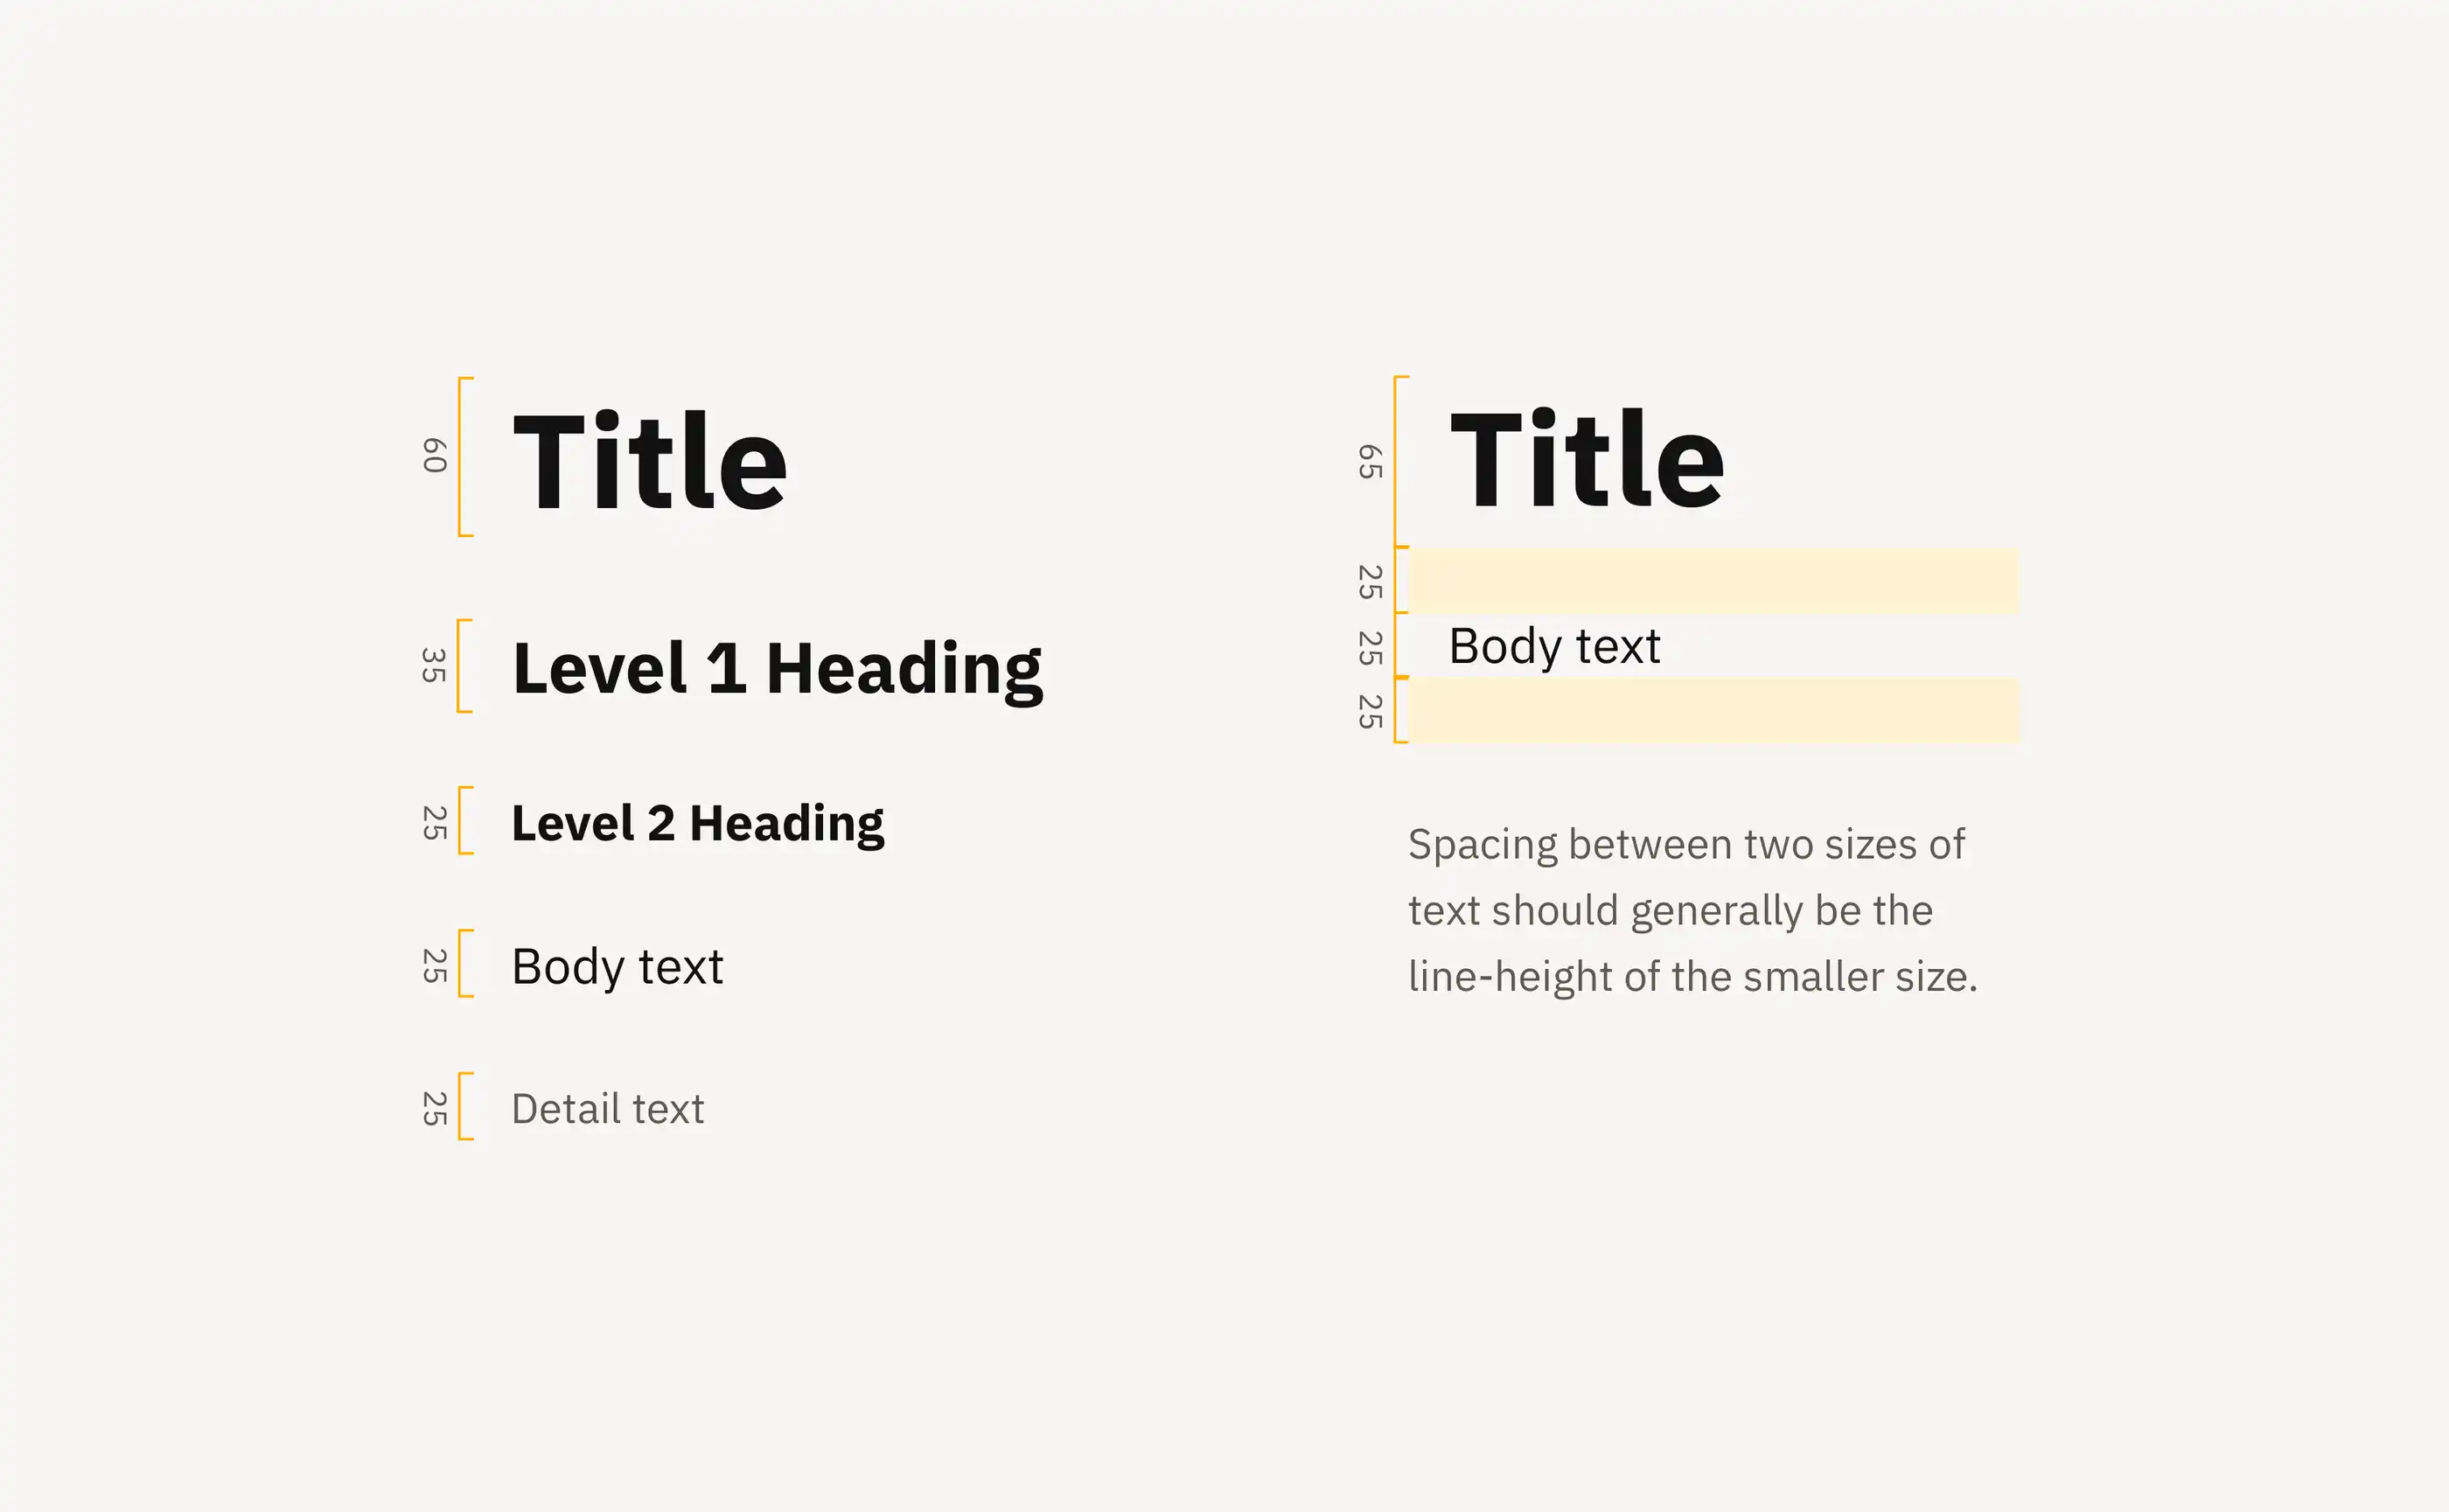 60
Title
35
Level 1 Heading
25
Level 2 Heading
25
Body text
25
Detail text
65
Title
25
25
Body text
25
Spacing between two sizes of
text should generally be the
line-height of the smaller size.